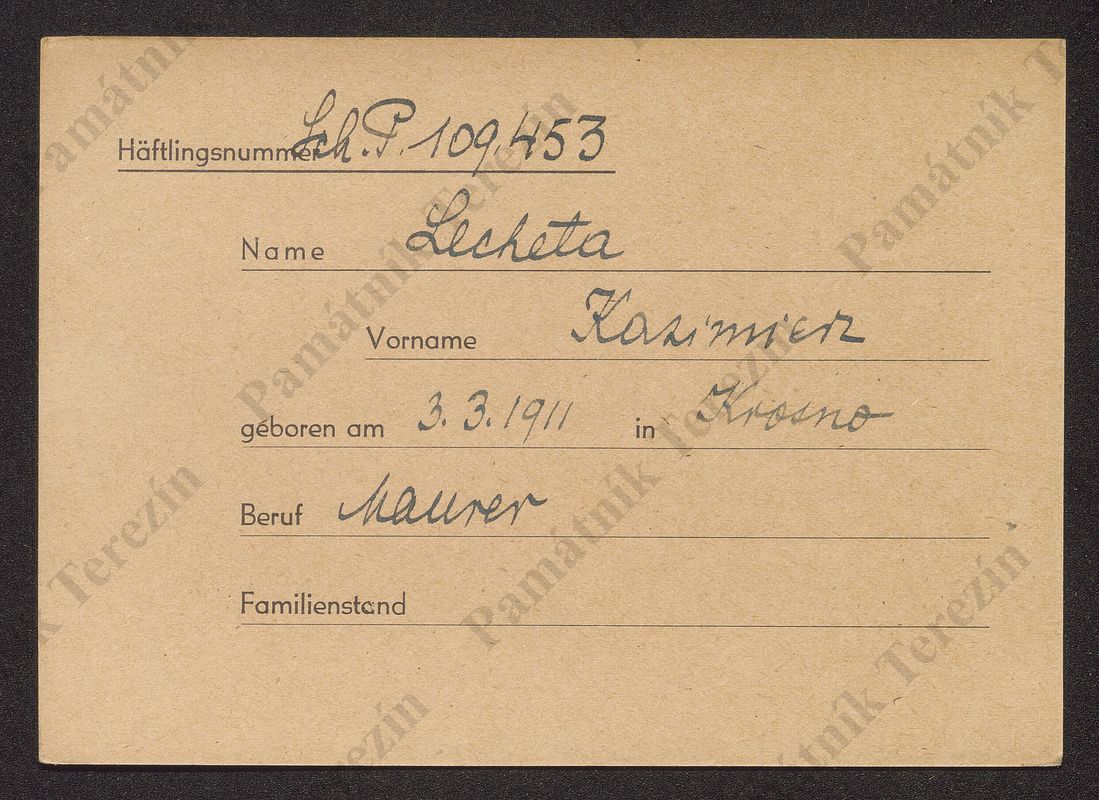 Häftlingsnummer Sch. P. 109.453
Name Lecheta
Vorname Kazimierz
geboren am 3.3.1911 in Krosno
Beruf Maurer
Familienstand
Památník Terezín